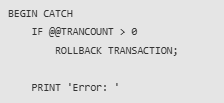 BEGIN CATCH
IF @@TRANCOUNT > 0
ROLLBACK TRANSACTION;
PRINT 'Error: '